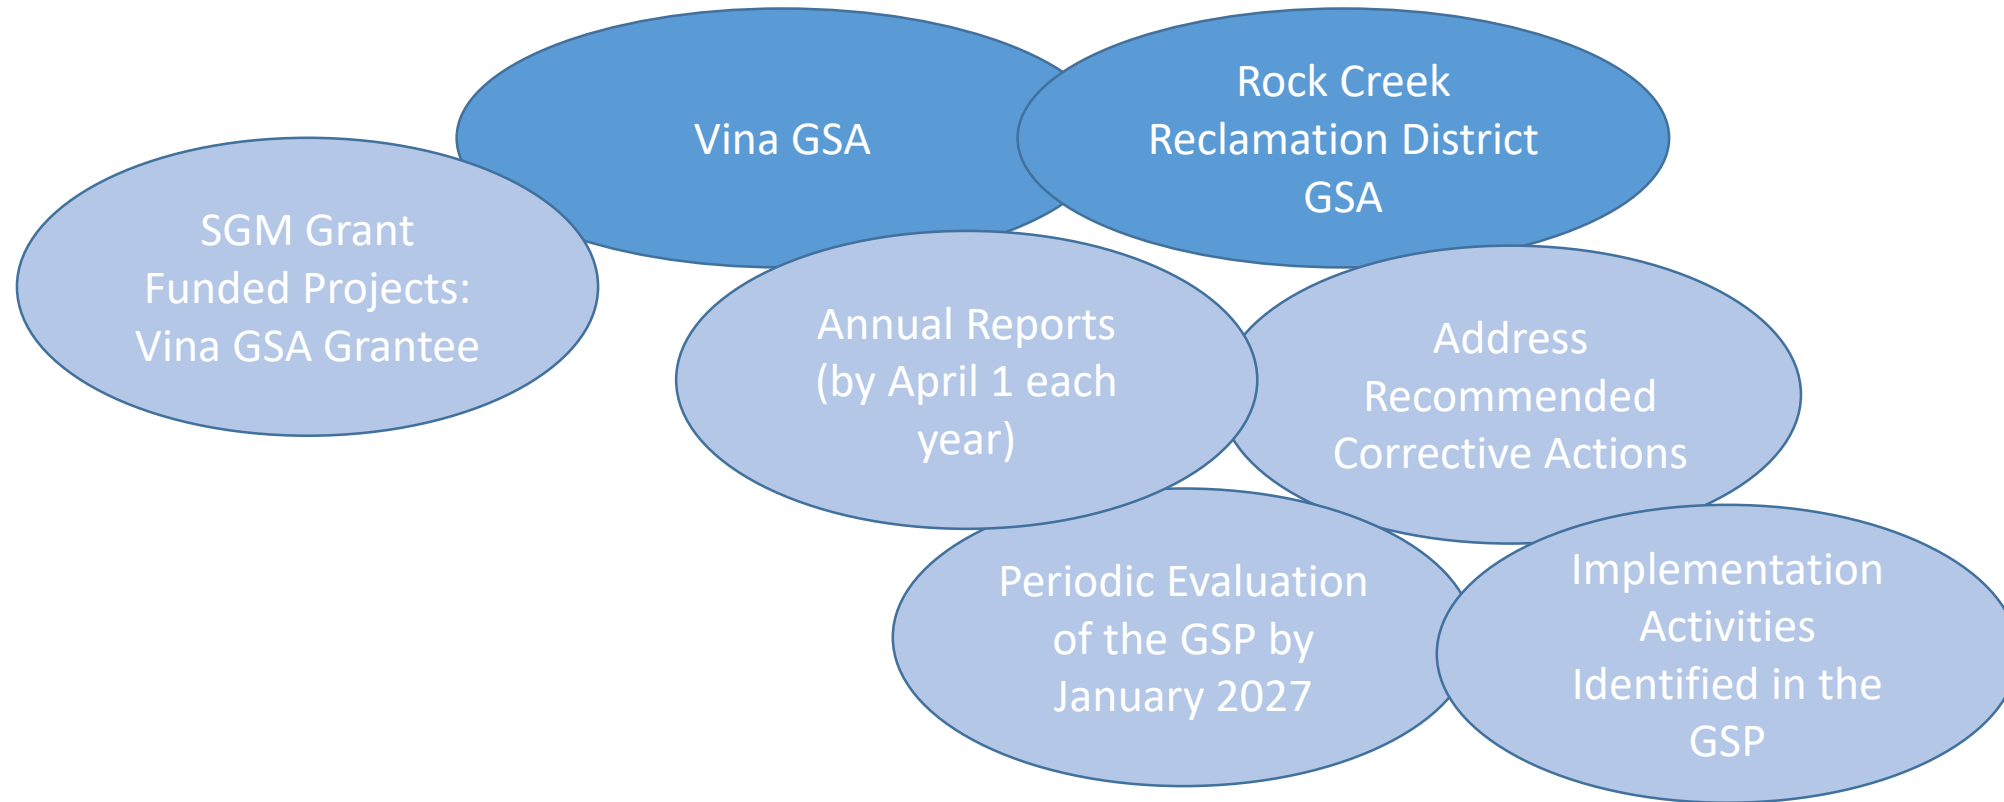 Vina GSA
Rock Creek
Reclamation District
GSA
SGM Grant
Funded Projects:
Vina GSA Grantee
Annual Reports
(by April 1 each
year)
Address
Recommended
Corrective Actions
Periodic Evaluation
of the GSP by
January 2027
Implementation
Activities
Identified in the
GSP